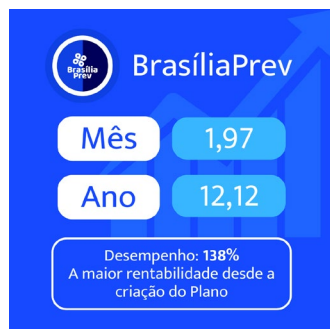 Brasília
Prev
BrasíliaPrev
Mês
1,97
Ano
12,12
Desempenho: 138%
A maior rentabilidade desde a
criação do Plano